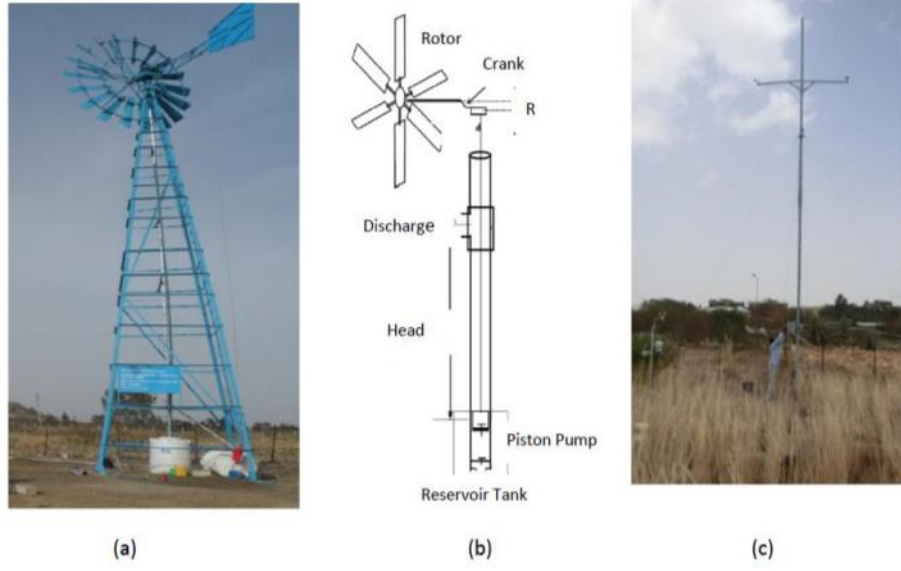 Rotor
Crank
R
Discharge
Head
Piston Pump
Reservoir Tank
(a)
(b)
(c)